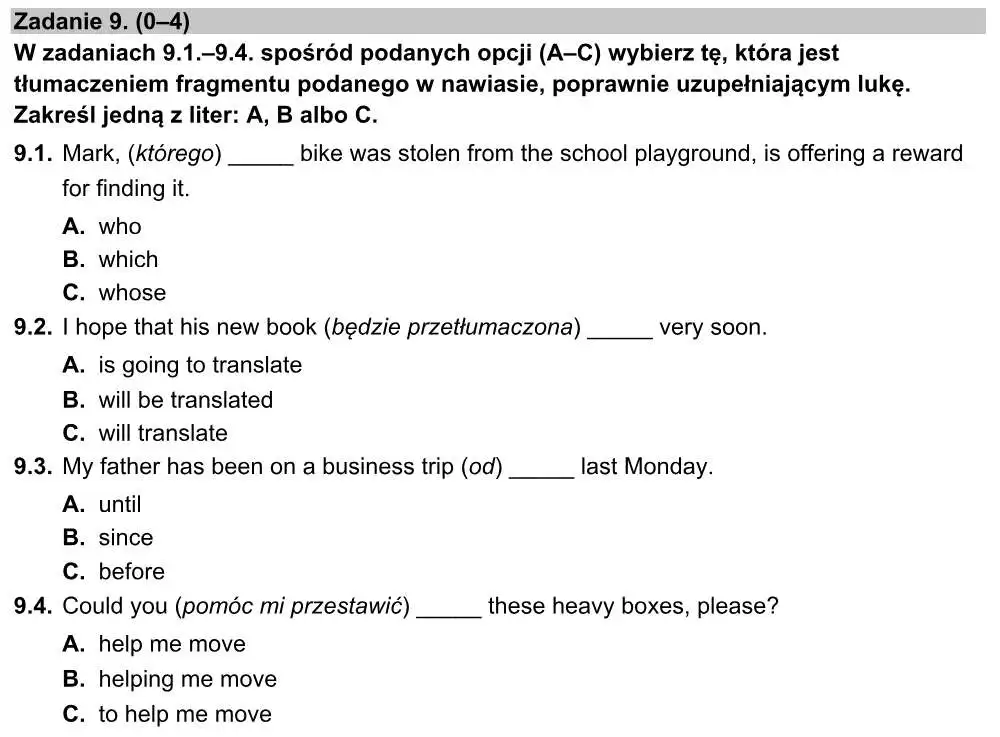 Zadanie 9. (0–4)
W zadaniach 9.1.–9.4. spośród podanych opcji (A–C) wybierz tę, która jest
tłumaczeniem fragmentu podanego w nawiasie, poprawnie uzupełniającym lukę.
Zakreśl jedną z liter: A, B albo C.
9.1. Mark, (którego) _____ bike was stolen from the school playground, is offering a reward
for finding it.
A. who
B. which
C. whose
9.2. I hope that his new book (będzie przetłumaczona) _____ very soon.
A. is going to translate
B. will be translated
C. will translate
9.3. My father has been on a business trip (od) _____ last Monday.
A. until
B. since
C. before
9.4. Could you (pomóc mi przestawić) _____ these heavy boxes, please?
A. help me move
B. helping me move
C. to help me move